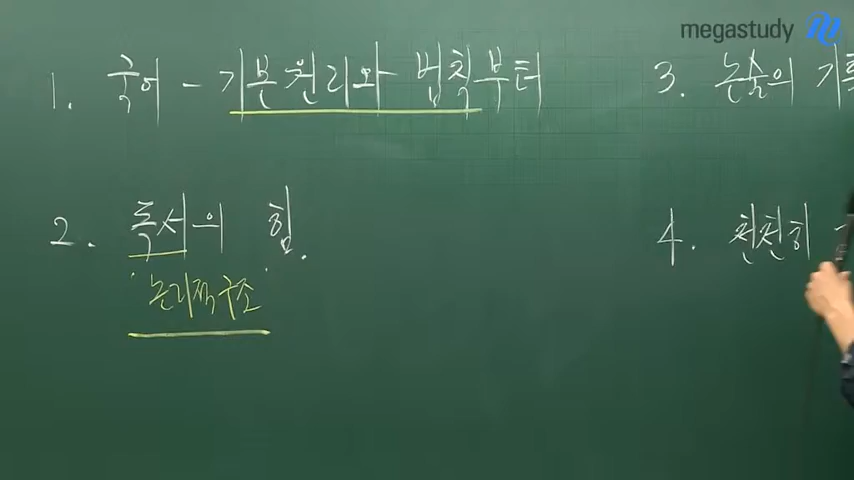 megastudy
1. 국어 - 기본원리와 법칙부터
2. 독서의 힘.
'논리적구조'
3. 논술의
4. 천천히